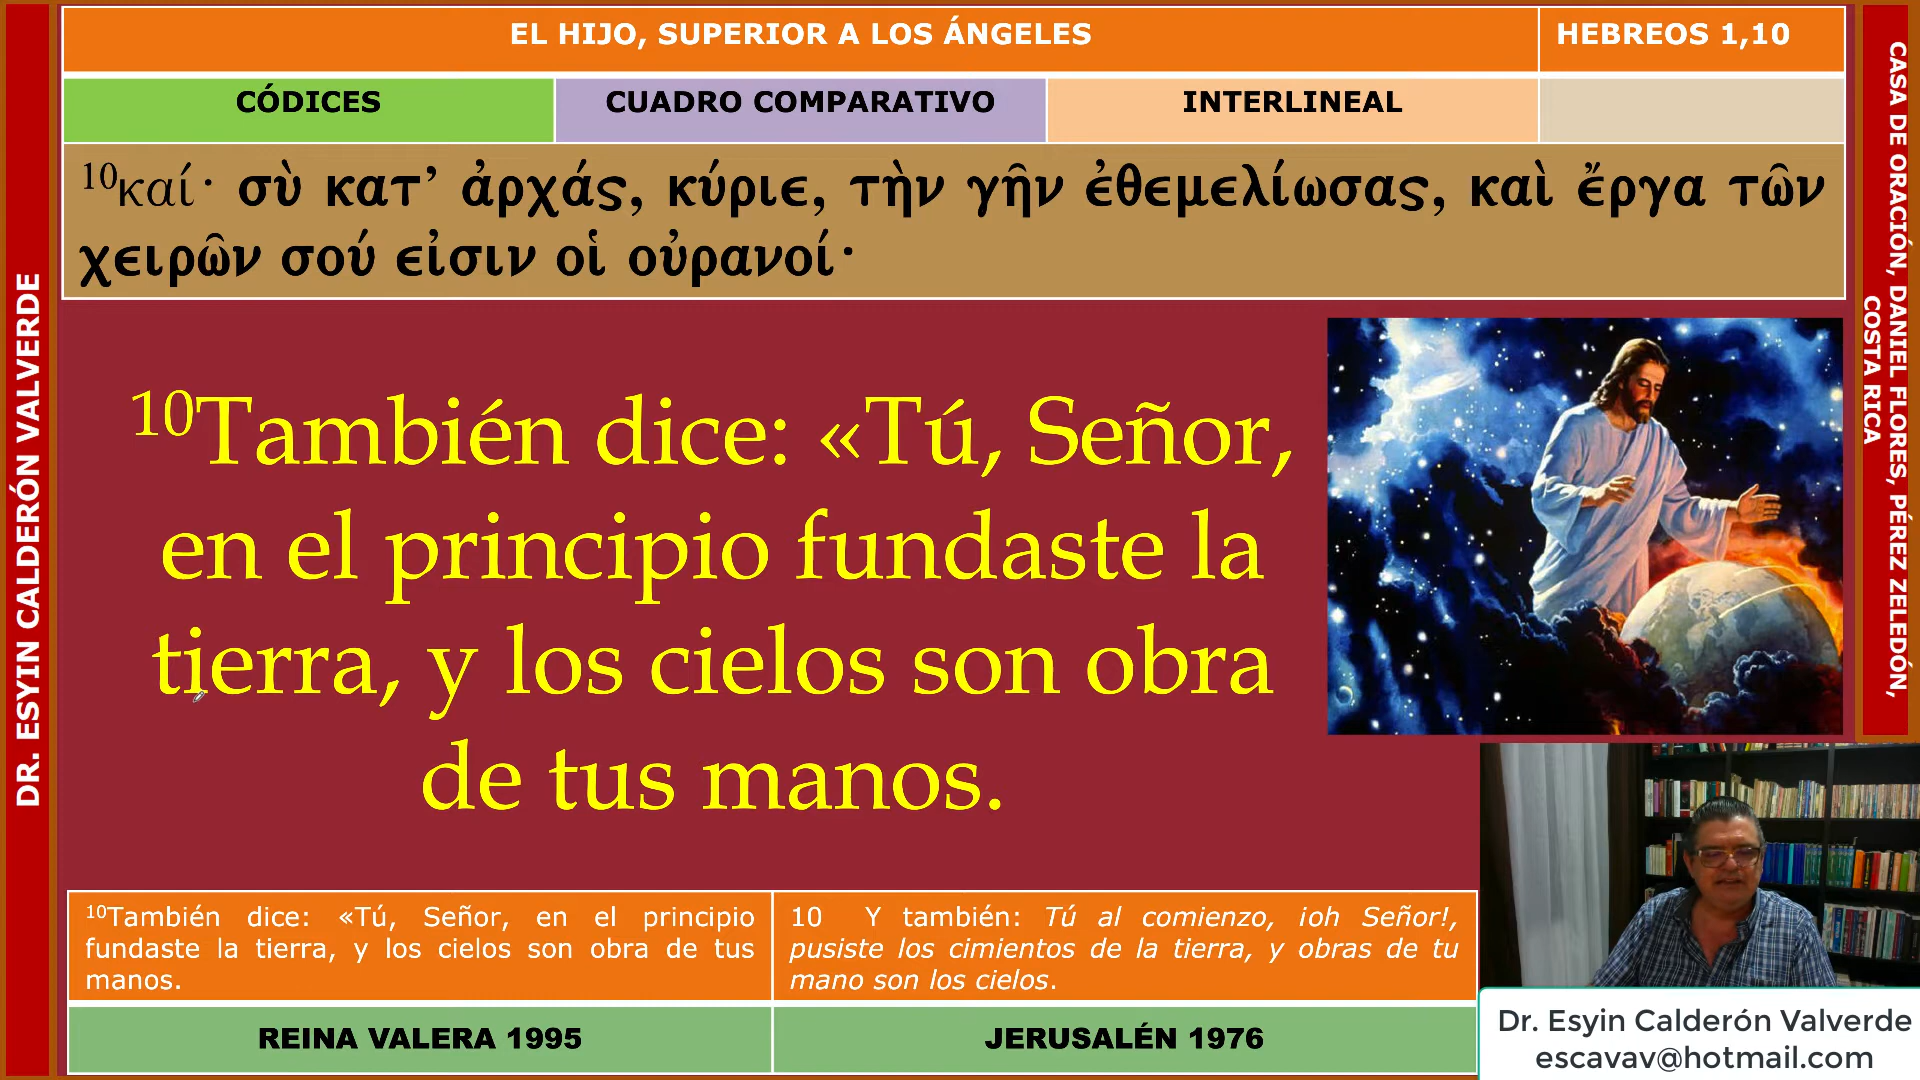 EL HIJO, SUPERIOR A LOS ÁNGELES
HEBREOS 1,10
CÓDICES
CUADRO COMPARATIVO
INTERLINEAL
¹⁰καί· σὺ κατ’ ἀρχάς, κύριε, τὴν γῆν ἐθεμελίωσας, καὶ ἔργα τῶν
χειρῶν σού εἰσιν οἱ οὐρανοί·
¹⁰También dice: «Tú, Señor,
en el principio fundaste la
tierra, y los cielos son obra
de tus manos.
¹⁰También dice: «Tú, Señor, en el principio
fundaste la tierra, y los cielos son obra de tus
manos.
10 Y también: Tú al comienzo, ¡oh Señor!,
pusiste los cimientos de la tierra, y obras de tu
mano son los cielos.
REINA VALERA 1995
JERUSALÉN 1976
DR. ESYIN CALDERÓN VALVERDE
CASA DE ORACIÓN, DANIEL FLORES, PÉREZ ZELEDÓN,
COSTA RICA
Dr. Esyin Calderón Valverde
escavav@hotmail.com